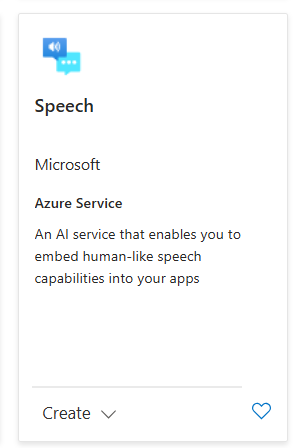 Speech
Microsoft
Azure Service
An AI service that enables you to
embed human-like speech
capabilities into your apps
Create